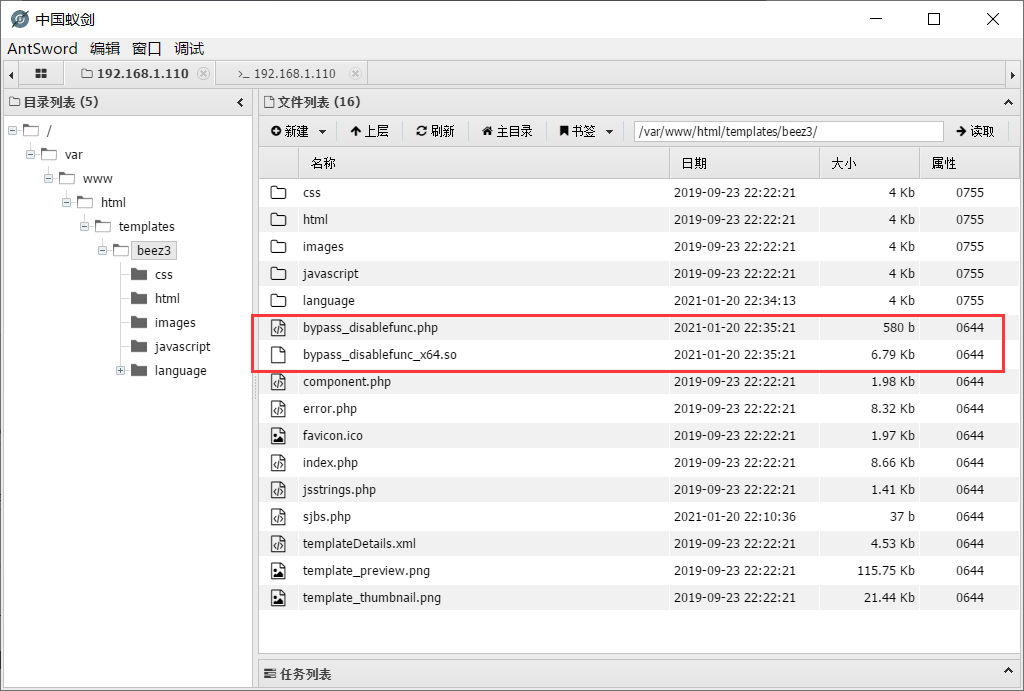 中国蚁剑
AntSword 编辑 窗口 调试
192.168.1.110 >_ 192.168.1.110
目录列表 (5)
/
var
www
html
templates
beez3
css
html
images
javascript
language
文件列表 (16)
新建 上层 刷新 主目录 书签 /var/www/html/templates/beez3/ 读取
名称 日期 大小 属性
css 2019-09-23 22:22:21 4 Kb 0755
html 2019-09-23 22:22:21 4 Kb 0755
images 2019-09-23 22:22:21 4 Kb 0755
javascript 2019-09-23 22:22:21 4 Kb 0755
language 2021-01-20 22:34:13 4 Kb 0755
bypass_disablefunc.php 2021-01-20 22:35:21 580 b 0644
bypass_disablefunc_x64.so 2021-01-20 22:35:21 6.79 Kb 0644
component.php 2019-09-23 22:22:21 1.98 Kb 0644
error.php 2019-09-23 22:22:21 8.32 Kb 0644
favicon.ico 2019-09-23 22:22:21 1.97 Kb 0644
index.php 2019-09-23 22:22:21 8.66 Kb 0644
jsstrings.php 2019-09-23 22:22:21 1.41 Kb 0644
sjbs.php 2021-01-20 22:10:36 37 b 0644
templateDetails.xml 2019-09-23 22:22:21 4.53 Kb 0644
template_preview.png 2019-09-23 22:22:21 115.75 Kb 0644
template_thumbnail.png 2019-09-23 22:22:21 21.44 Kb 0644
任务列表